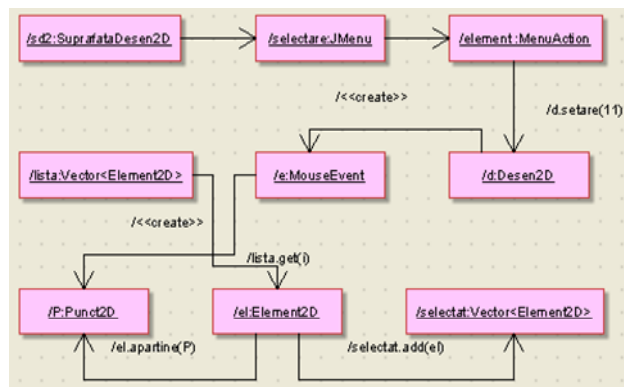 /sd2:SuprafataDesen2D
/selectare:JMenu
/element:MenuAction
/<<create>>
/d.setare(11)
/lista:Vector<Element2D>
/e:MouseEvent
/d:Desen2D
/<<create>>
/lista.get(i)
/P:Punct2D
/el:Element2D
/selectat:Vector<Element2D>
/el.apartine(P)
/selectat.add(el)